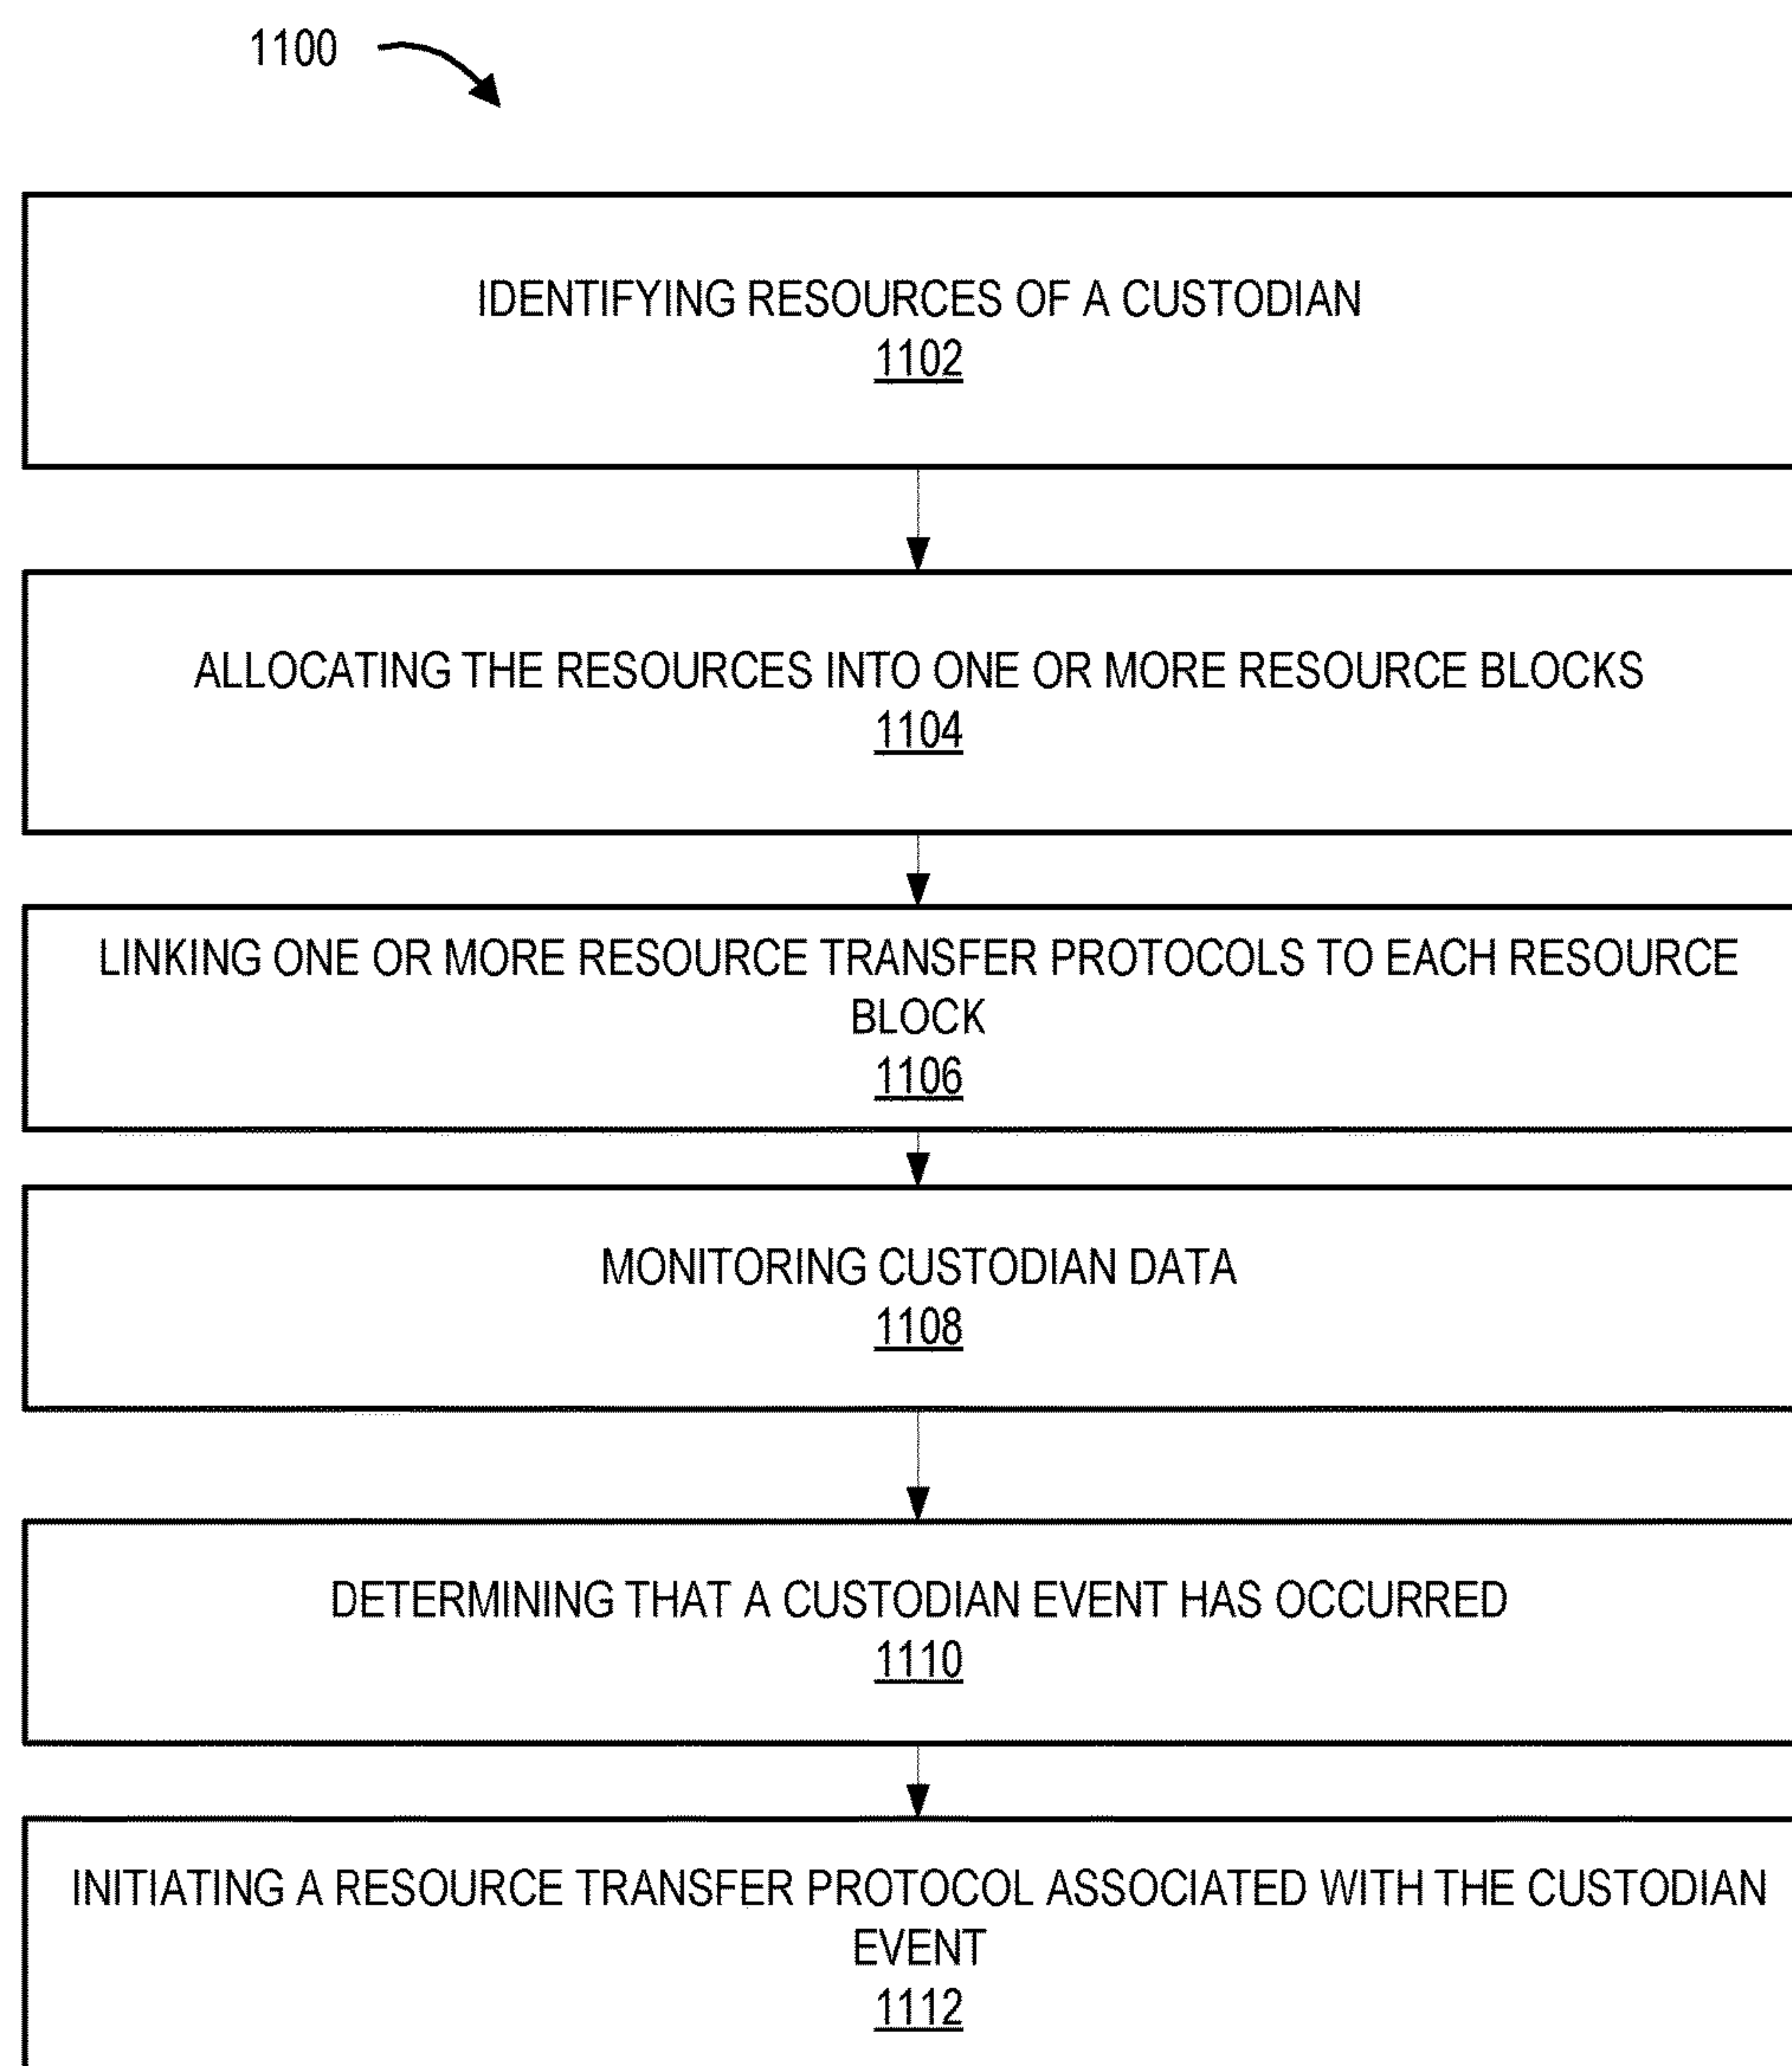 1100
IDENTIFYING RESOURCES OF A CUSTODIAN
1102
ALLOCATING THE RESOURCES INTO ONE OR MORE RESOURCE BLOCKS
1104
LINKING ONE OR MORE RESOURCE TRANSFER PROTOCOLS TO EACH RESOURCE
BLOCK
1106
MONITORING CUSTODIAN DATA
1108
DETERMINING THAT A CUSTODIAN EVENT HAS OCCURRED
1110
INITIATING A RESOURCE TRANSFER PROTOCOL ASSOCIATED WITH THE CUSTODIAN
EVENT
1112